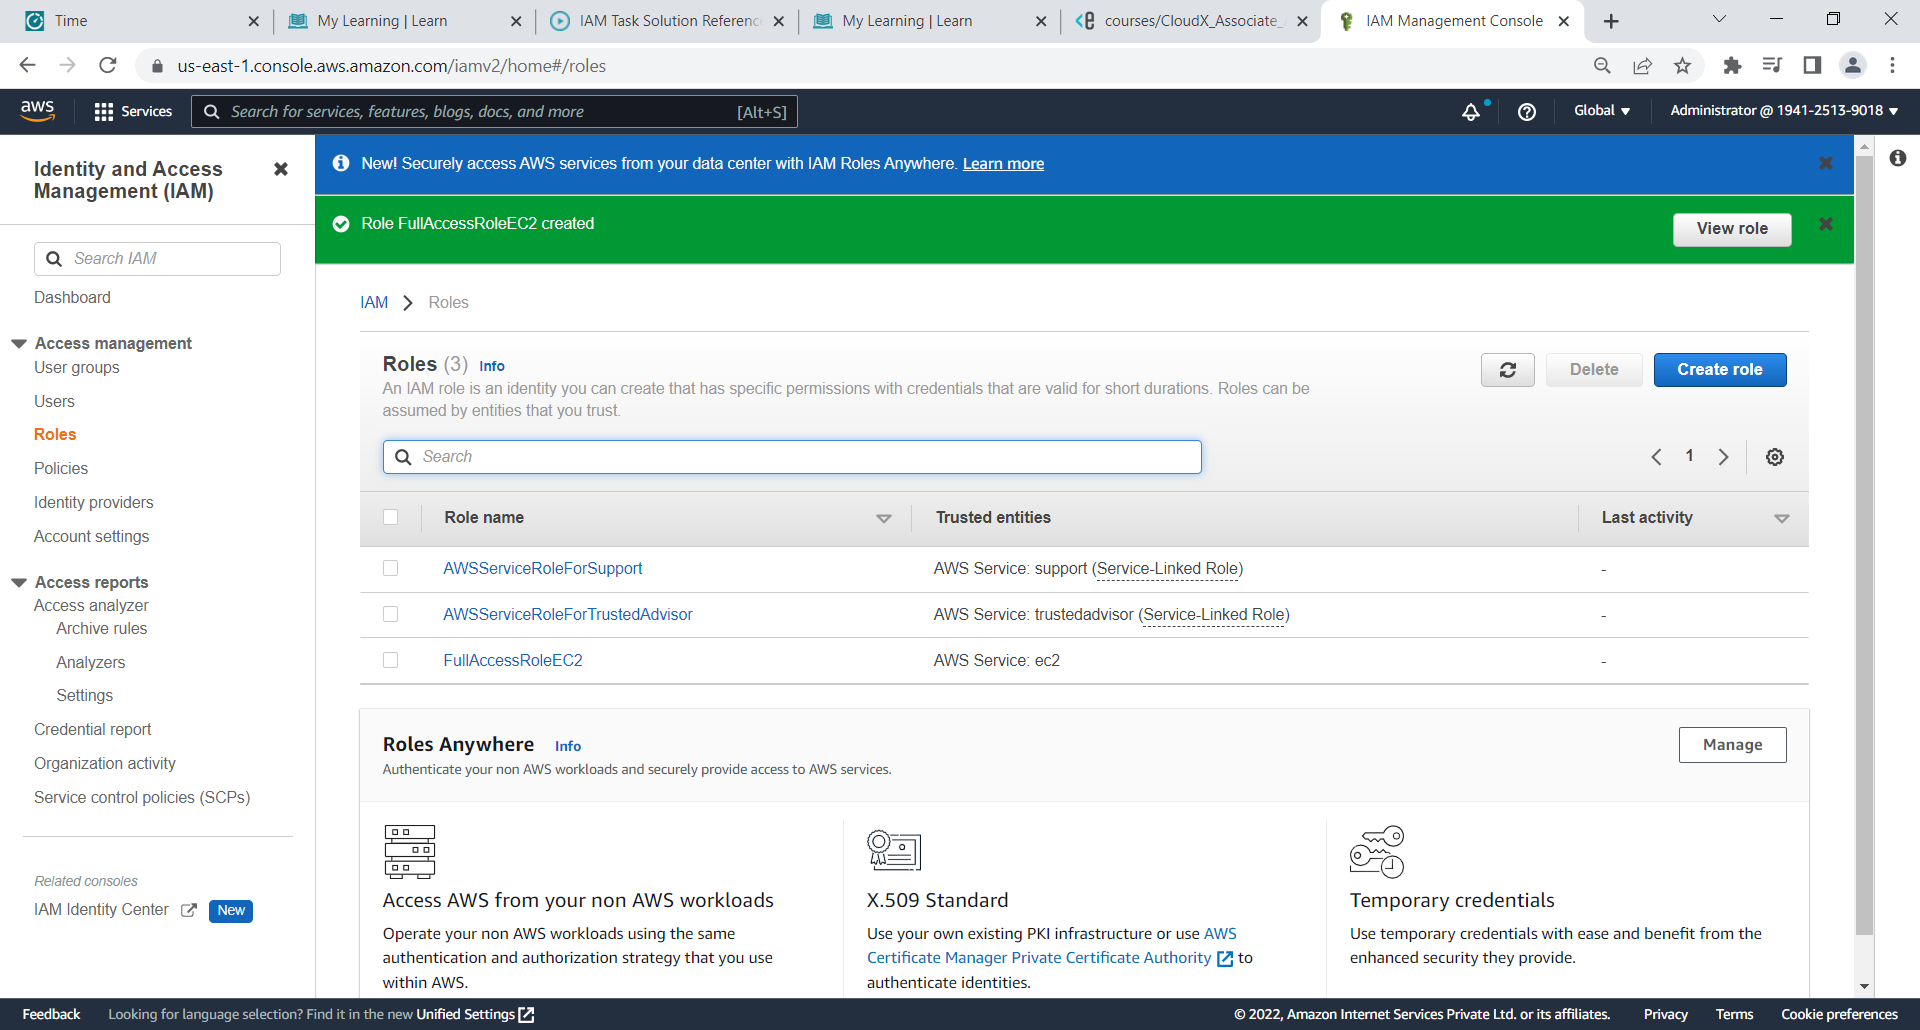 Time
My Learning | Learn
IAM Task Solution Referenc
My Learning | Learn
courses/CloudX_Associate_
IAM Management Console
us-east-1.console.aws.amazon.com/iamv2/home#/roles
aws
Services
Search for services, features, blogs, docs, and more
[Alt+S]
Global
Administrator @ 1941-2513-9018
Identity and Access
Management (IAM)
Search IAM
Dashboard
Access management
User groups
Users
Roles
Policies
Identity providers
Account settings
Access reports
Access analyzer
Archive rules
Analyzers
Settings
Credential report
Organization activity
Service control policies (SCPs)
Related consoles
IAM Identity Center New
New! Securely access AWS services from your data center with IAM Roles Anywhere. Learn more
Role FullAccessRoleEC2 created
View role
IAM
Roles
Roles (3) Info
An IAM role is an identity you can create that has specific permissions with credentials that are valid for short durations. Roles can be
assumed by entities that you trust.
Delete
Create role
Search
1
Role name
Trusted entities
Last activity
AWSServiceRoleForSupport
AWS Service: support (Service-Linked Role)
-
AWSServiceRoleForTrustedAdvisor
AWS Service: trustedadvisor (Service-Linked Role)
-
FullAccessRoleEC2
AWS Service: ec2
-
Roles Anywhere Info
Authenticate your non AWS workloads and securely provide access to AWS services.
Manage
Access AWS from your non AWS workloads
Operate your non AWS workloads using the same
authentication and authorization strategy that you use
within AWS.
X.509 Standard
Use your own existing PKI infrastructure or use AWS
Certificate Manager Private Certificate Authority to
authenticate identities.
Temporary credentials
Use temporary credentials with ease and benefit from the
enhanced security they provide.
Feedback
Looking for language selection? Find it in the new Unified Settings
© 2022, Amazon Internet Services Private Ltd. or its affiliates.
Privacy
Terms
Cookie preferences